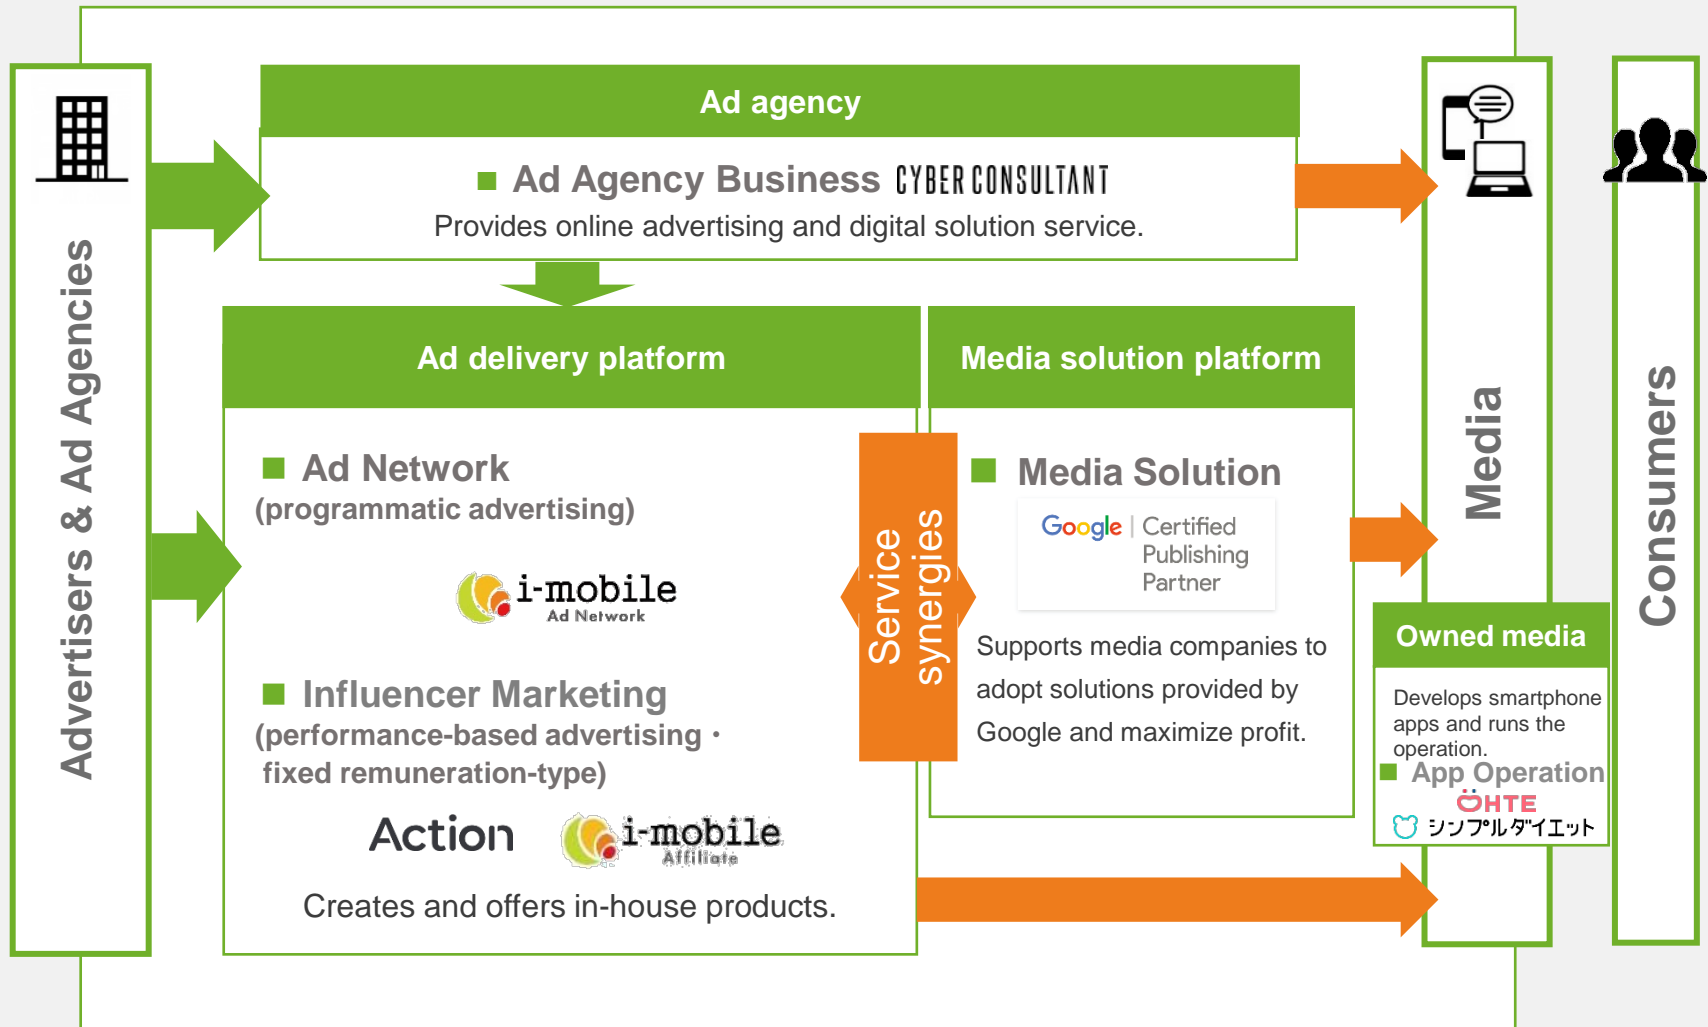 Advertisers & Ad Agencies
Ad agency
■ Ad Agency Business CYBER CONSULTANT
Provides online advertising and digital solution service.
Ad delivery platform
■ Ad Network
(programmatic advertising)
i-mobile
Ad Network
■ Influencer Marketing
(performance-based advertising・
fixed remuneration-type)
Action
i-mobile
Affiliate
Creates and offers in-house products.
Service
synergies
Media solution platform
■ Media Solution
Google | Certified
Publishing
Partner
Supports media companies to
adopt solutions provided by
Google and maximize profit.
Media
Owned media
Develops smartphone
apps and runs the
operation.
■ App Operation
OHTE
シンプルダイエット
Consumers